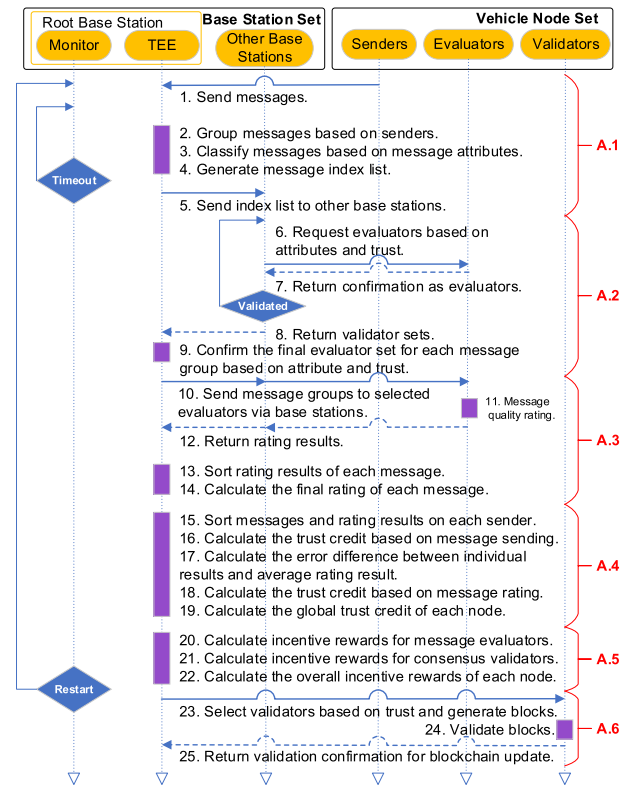 Root Base Station
Base Station Set
Vehicle Node Set
Monitor
TEE
Other Base
Stations
Senders
Evaluators
Validators
1. Send messages.
2. Group messages based on senders.
3. Classify messages based on message attributes.
4. Generate message index list.
A.1
Timeout
5. Send index list to other base stations.
6. Request evaluators based on
attributes and trust.
7. Return confirmation as evaluators.
A.2
Validated
8. Return validator sets.
9. Confirm the final evaluator set for each message
group based on attribute and trust.
10. Send message groups to selected
evaluators via base stations.
11. Message
quality rating.
12. Return rating results.
A.3
13. Sort rating results of each message.
14. Calculate the final rating of each message.
15. Sort messages and rating results on each sender.
16. Calculate the trust credit based on message sending.
17. Calculate the error difference between individual
results and average rating result.
18. Calculate the trust credit based on message rating.
19. Calculate the global trust credit of each node.
A.4
20. Calculate incentive rewards for message evaluators.
21. Calculate incentive rewards for consensus validators.
22. Calculate the overall incentive rewards of each node.
A.5
Restart
23. Select validators based on trust and generate blocks.
24. Validate blocks.
A.6
25. Return validation confirmation for blockchain update.